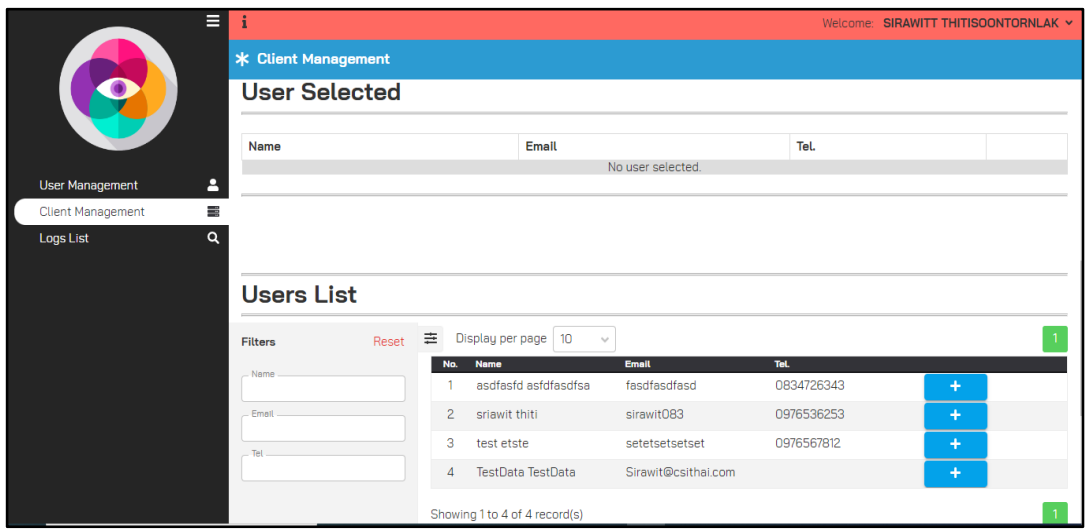 i Welcome: SIRAWITT THITISOONTORNLAK
Client Management
User Management
Client Management
Logs List
User Selected
Name Email Tel.
No user selected.
Users List
Filters Reset
Name
Email
Tel
Display per page 10 1
No. Name Email Tel.
1 asdfasfd asfdfasdfsa fasdfasdfasd 0834726343 +
2 sriawit thiti sirawit083 0976536253 +
3 test etste setetsetsetset 0976567812 +
4 TestData TestData Sirawit@csithai.com +
Showing 1 to 4 of 4 record(s) 1